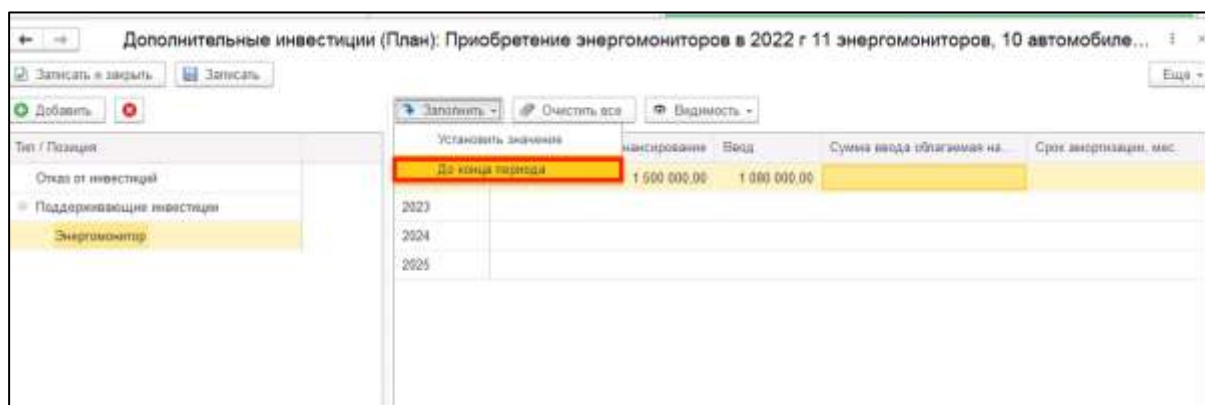 Дополнительные инвестиции (План): Приобретение энергомониторов в 2022 г 11 энергомониторов, 10 автомобиле...
Записать и закрыть Записать Ещё
Добавить Заполнить Очистить все Видимость
Тип / Позиция Установить значение нансирование Ввод Сумма ввода облагаемая на... Срок амортизации, мес.
Отказ от инвестиций До конца периода 1 500 000,00 1 080 000,00
Поддерживающие инвестиции 2023
Энергомонитор 2024
2025